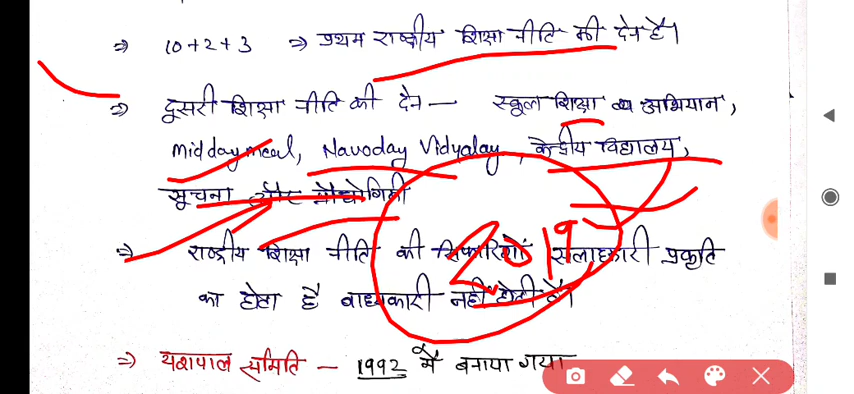 ⇒ 10+2+3 ⇒ प्रथम राष्ट्रीय शिक्षा नीति की देन है।
⇒ दूसरी शिक्षा नीति की देन — स्कूल शिक्षा अभियान,
midday meal, Navoday Vidyalay, केन्द्रीय विद्यालय,
सूचना और प्रौद्योगिकी
2019
⇒ राष्ट्रीय शिक्षा नीति की सिफारिशों सलाहकारी प्रकृति
का होता है बाध्यकारी नहीं होती है।
⇒ यशपाल समिति — 1992 में बनाया गया